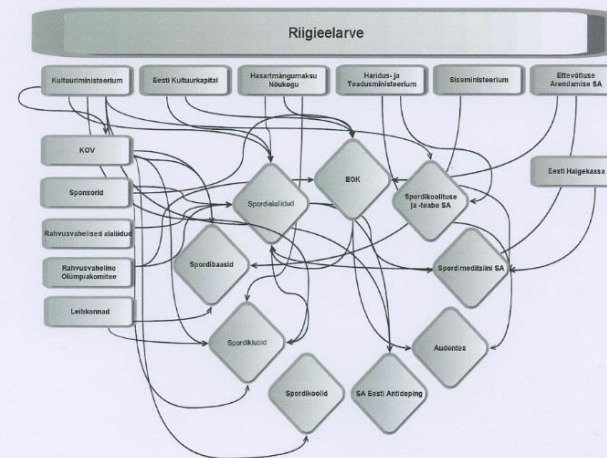 Riigieelarve
Kultuuriministeerium
Eesti Kultuurkapital
Hasartmängumaksu
Nõukogu
Haridus- ja
Teadusministeerium
Siseministeerium
Ettevõtluse
Arendamise SA
KOV
Eesti Haigekassa
EOK
Sponsorid
Spordialaliidud
Spordikoolituse
ja -teabe SA
Rahvusvahelised alaliidud
Rahvusvaheline
Olümpiakomitee
Spordibaasid
Spordimeditsiini SA
Leibkonnad
Spordiklubid
Audentes
Spordikoolid
SA Eesti Antidoping